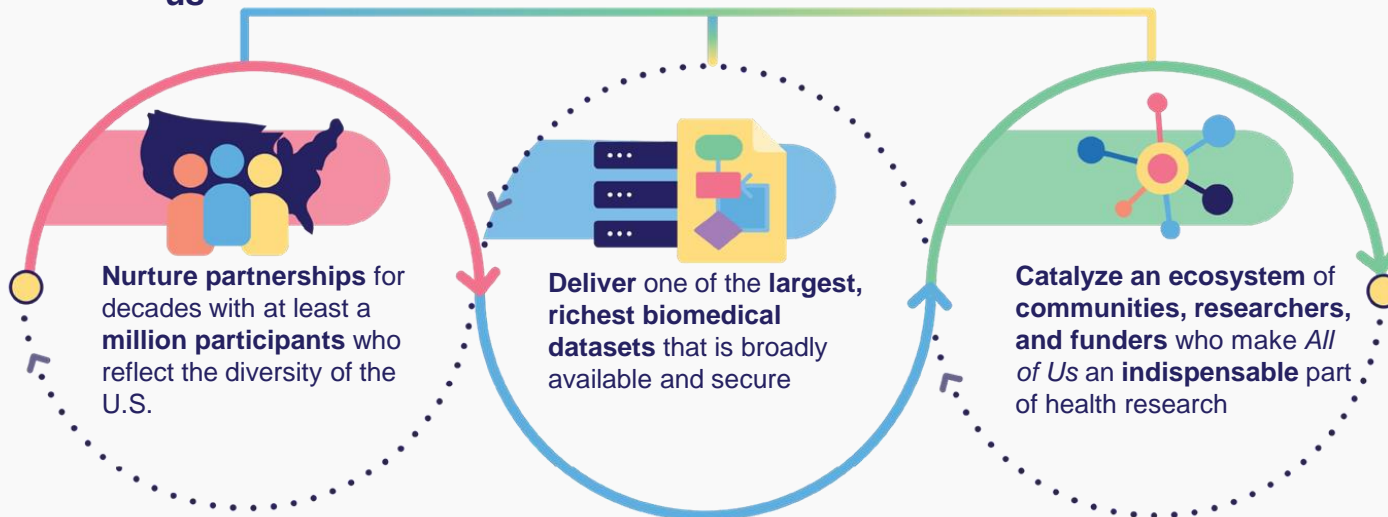 us
Nurture partnerships for
decades with at least a
million participants who
reflect the diversity of the
U.S.
Deliver one of the largest,
richest biomedical
datasets that is broadly
available and secure
Catalyze an ecosystem of
communities, researchers,
and funders who make All
of Us an indispensable part
of health research